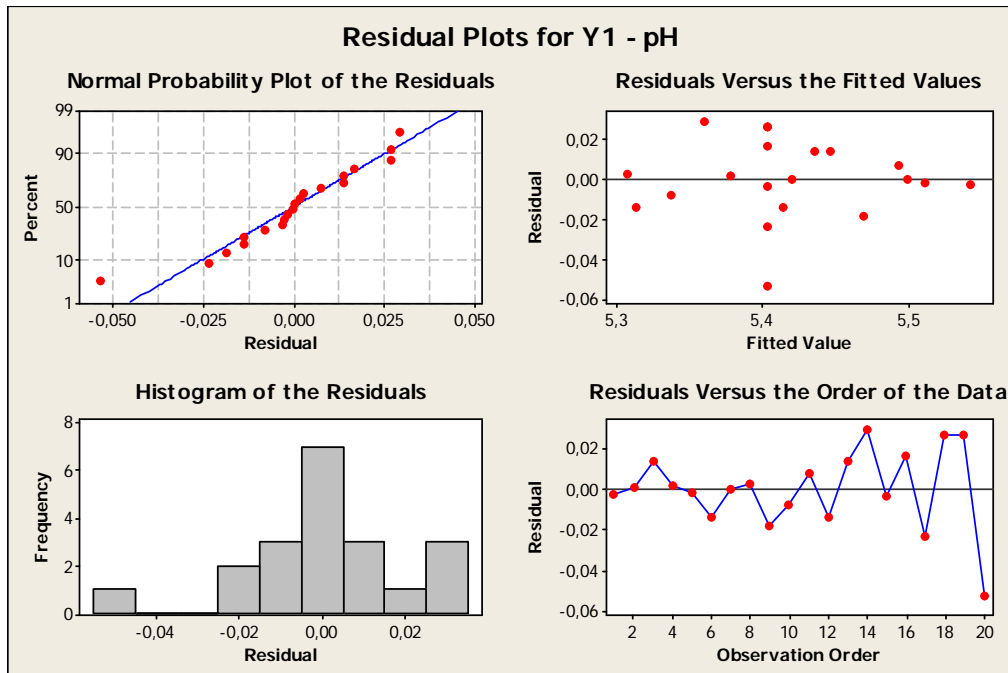 Residual Plots for Y1 - pH
Normal Probability Plot of the Residuals
99
90
50
10
1
Percent
-0,050 -0,025 0,000 0,025 0,050
Residual
Residuals Versus the Fitted Values
0,02
0,00
-0,02
-0,04
-0,06
Residual
5,3 5,4 5,5
Fitted Value
Histogram of the Residuals
8
6
4
2
0
Frequency
-0,04 -0,02 0,00 0,02
Residual
Residuals Versus the Order of the Data
0,02
0,00
-0,02
-0,04
-0,06
Residual
2 4 6 8 10 12 14 16 18 20
Observation Order